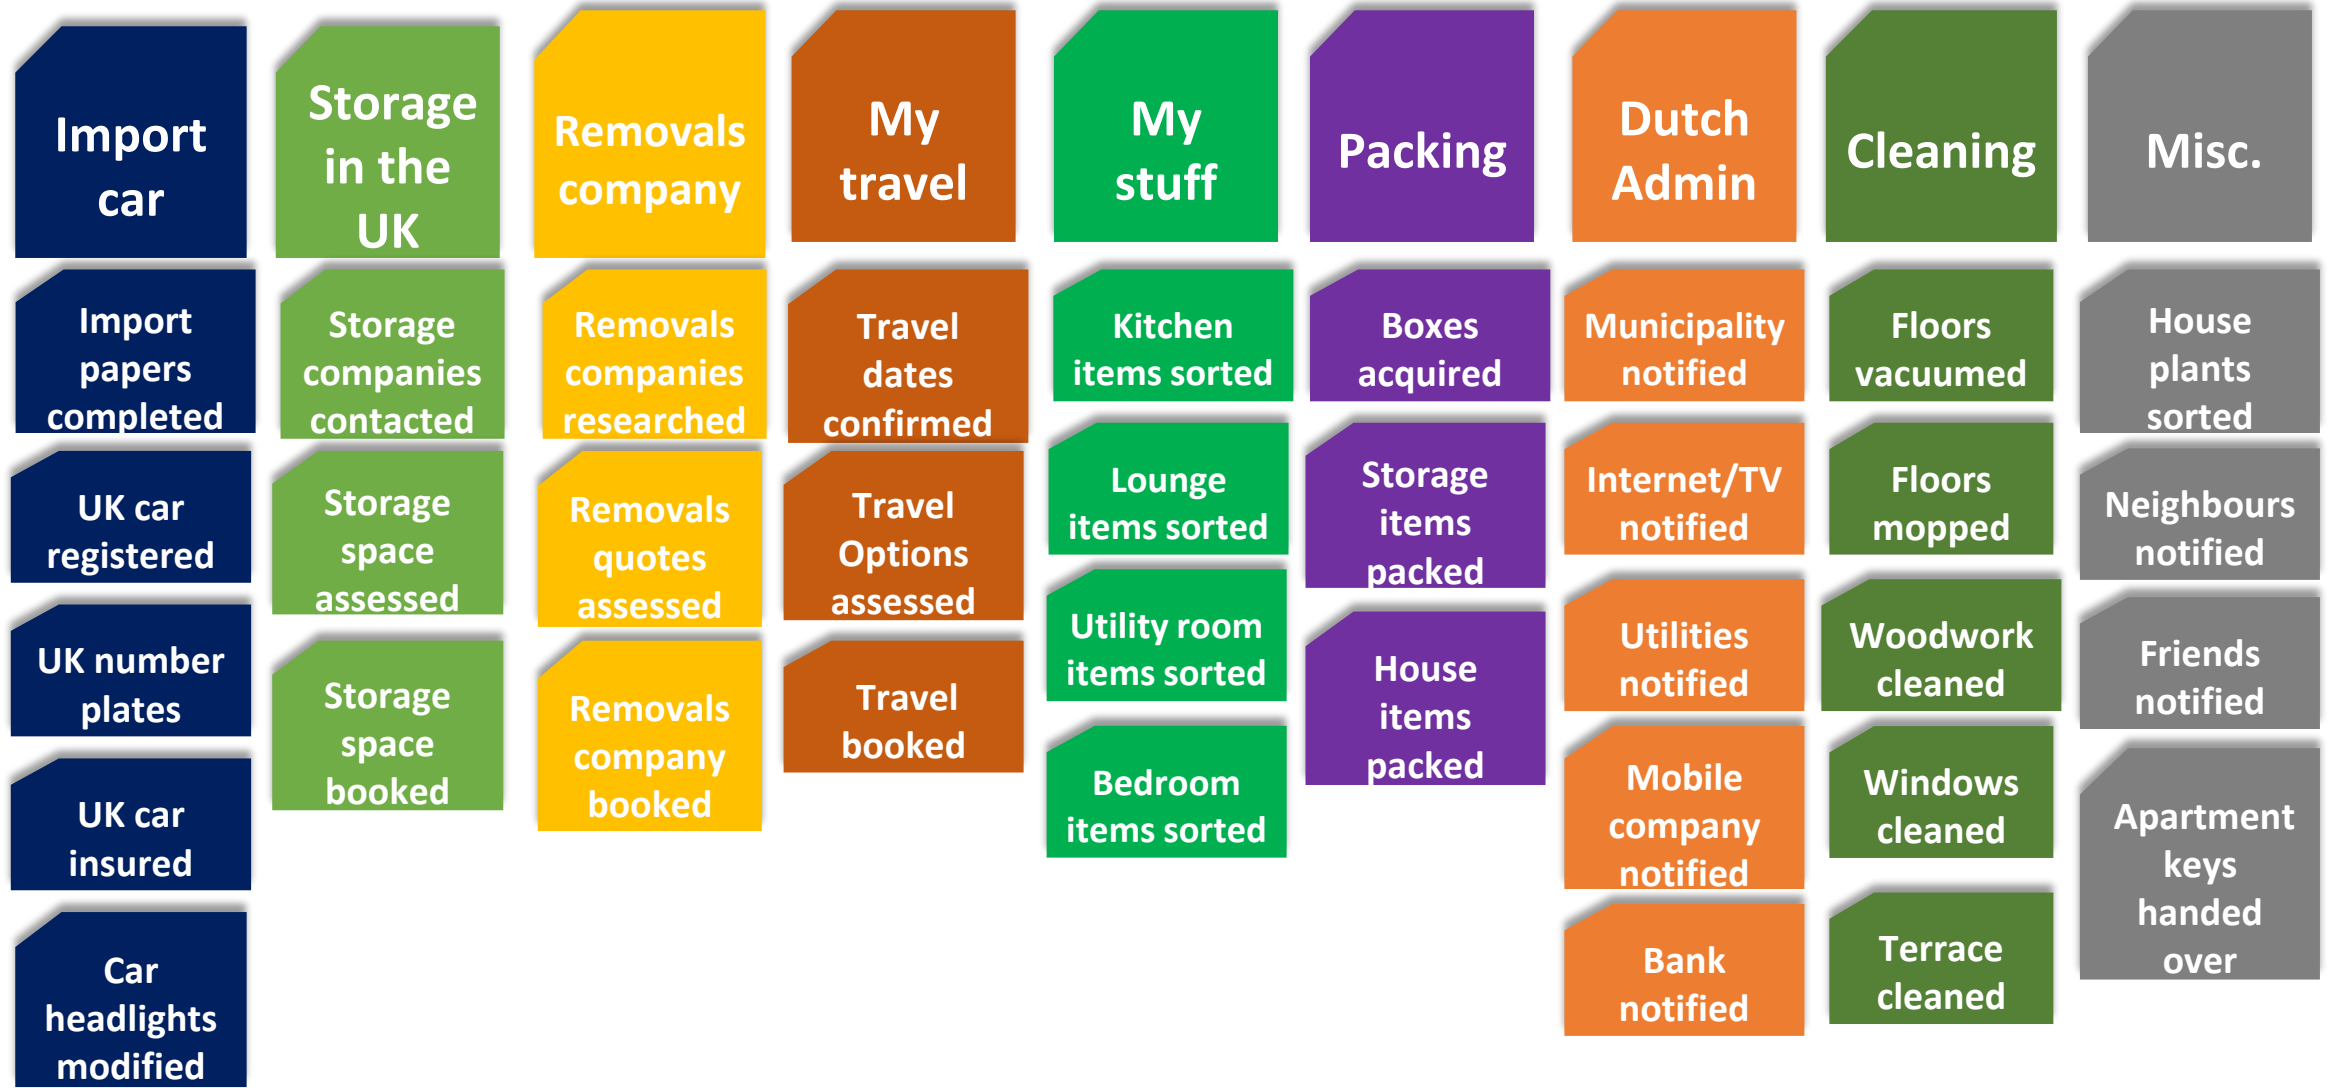 Import
car
Import
papers
completed
UK car
registered
UK number
plates
UK car
insured
Car
headlights
modified
Storage
in the
UK
Storage
companies
contacted
Storage
space
assessed
Storage
space
booked
Removals
company
Removals
companies
researched
Removals
quotes
assessed
Removals
company
booked
My
travel
Travel
dates
confirmed
Travel
Options
assessed
Travel
booked
My
stuff
Kitchen
items sorted
Lounge
items sorted
Utility room
items sorted
Bedroom
items sorted
Packing
Boxes
acquired
Storage
items
packed
House
items
packed
Dutch
Admin
Municipality
notified
Internet/TV
notified
Utilities
notified
Mobile
company
notified
Bank
notified
Cleaning
Floors
vacuumed
Floors
mopped
Woodwork
cleaned
Windows
cleaned
Terrace
cleaned
Misc.
House
plants
sorted
Neighbours
notified
Friends
notified
Apartment
keys
handed
over